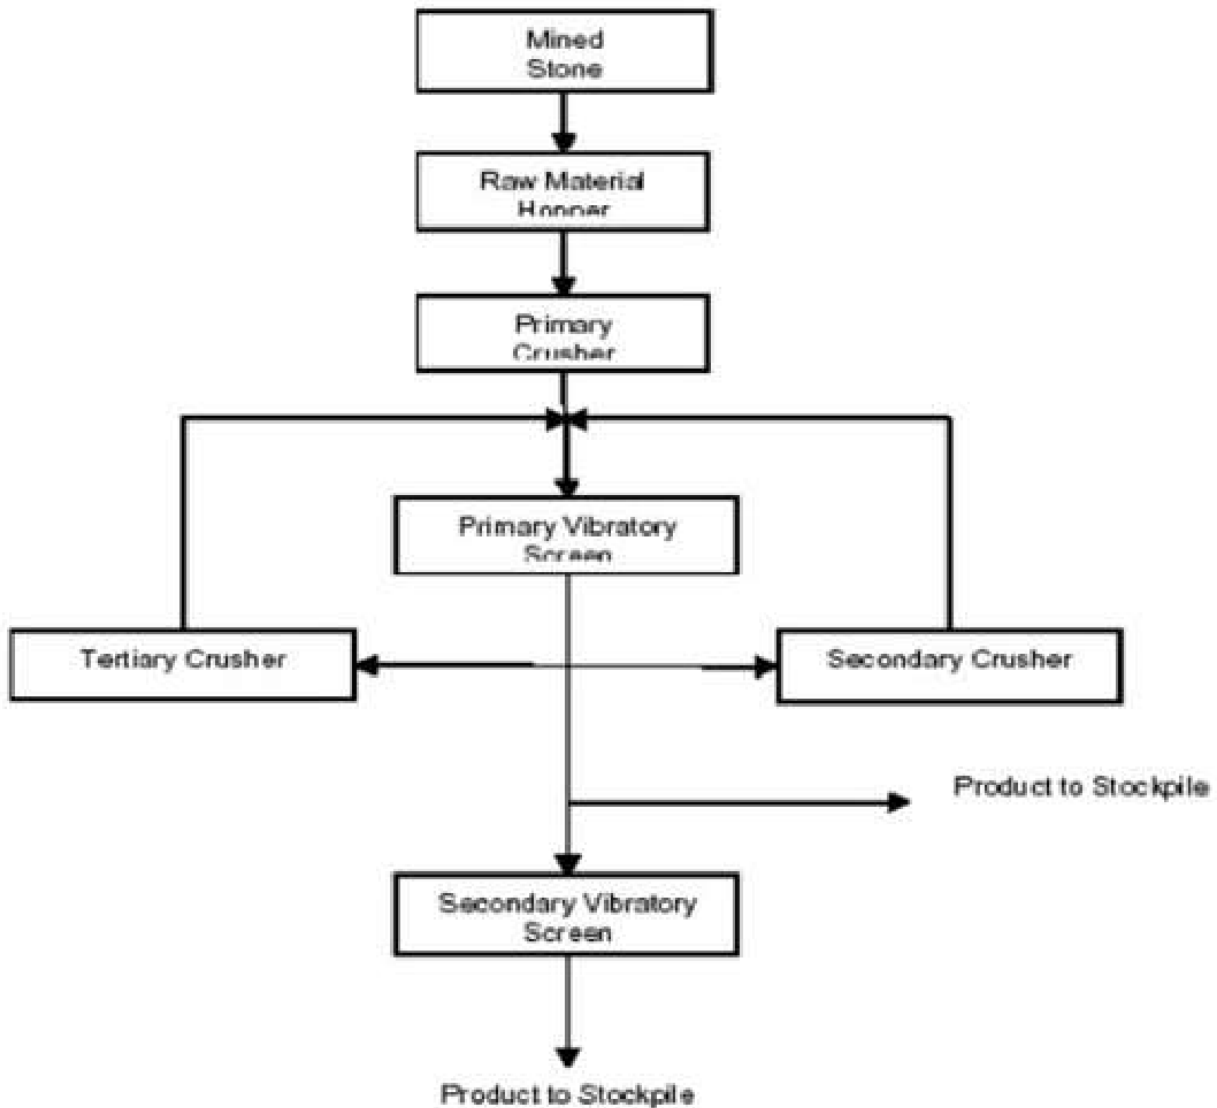 Mined
Stone
Raw Material
Hopper
Primary
Crusher
Primary Vibratory
Screen
Tertiary Crusher
Secondary Crusher
Product to Stockpile
Secondary Vibratory
Screen
Product to Stockpile